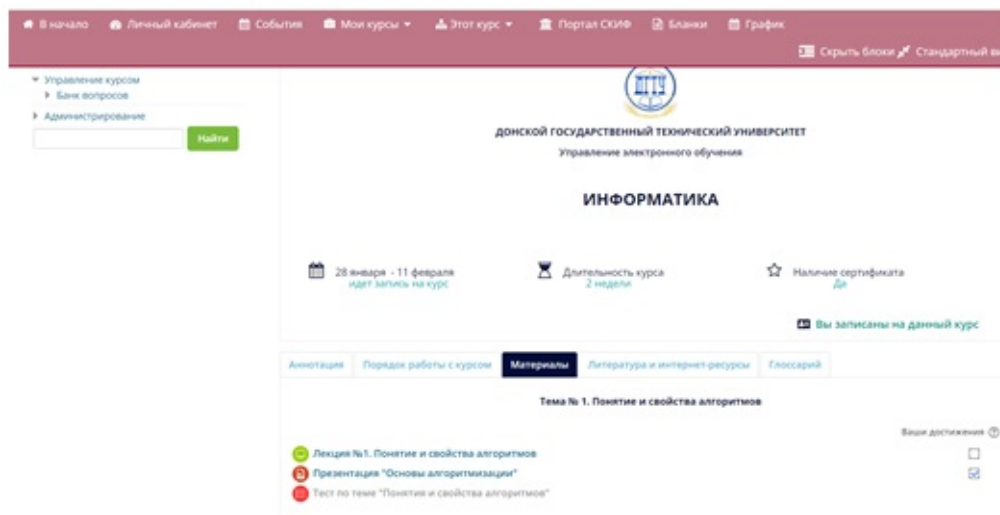 В начало Личный кабинет События Мои курсы Этот курс Портал СКИФ Бланки График
Скрыть блоки Стандартный ви
Управление курсом
Банк вопросов
Администрирование
Найти
ДГТУ
ДОНСКОЙ ГОСУДАРСТВЕННЫЙ ТЕХНИЧЕСКИЙ УНИВЕРСИТЕТ
Управление электронного обучения
ИНФОРМАТИКА
28 января - 11 февраля
идет запись на курс
Длительность курса
2 недели
Наличие сертификата
Да
Вы записаны на данный курс
Аннотация Порядок работы с курсом Материалы Литература и интернет-ресурсы Глоссарий
Тема № 1. Понятие и свойства алгоритмов
Ваши достижения
Лекция №1. Понятие и свойства алгоритмов
Презентация "Основы алгоритмизации"
Тест по теме "Понятия и свойства алгоритмов"